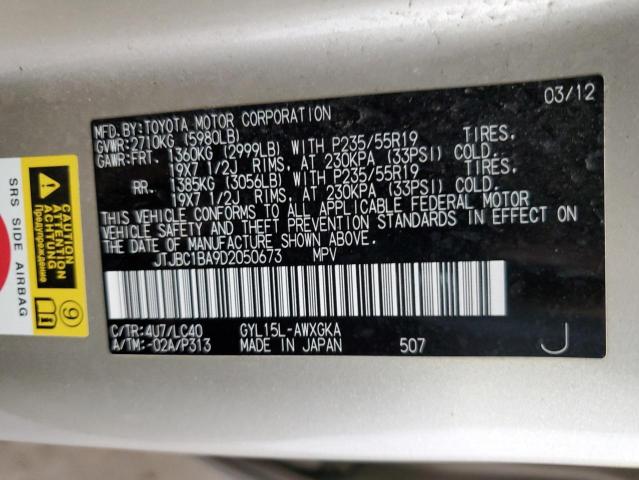 MFD.BY:TOYOTA MOTOR CORPORATION 03/12
GVWR:2710KG (5980LB)
GAWR:FRT. 1360KG (2999LB) WITH P235/55R19 TIRES.
19X7 1/2J RIMS, AT 230KPA (33PSI) COLD.
RR. 1385KG (3056LB) WITH P235/55R19 TIRES.
19X7 1/2J RIMS, AT 230KPA (33PSI) COLD.
THIS VEHICLE CONFORMS TO ALL APPLICABLE FEDERAL MOTOR
VEHICLE SAFETY AND THEFT PREVENTION STANDARDS IN EFFECT ON
THE DATE OF MANUFACTURE SHOWN ABOVE.
JTJBC1BA9D2050673 MPV
C/TR:4U7/LC40 GYL15L-AWXGKA
A/TM:-02A/P313 MADE IN JAPAN 507 J
CAUTION
ATTENTION
ACHTUNG
Предупреждение
9
SRS SIDE AIRBAG